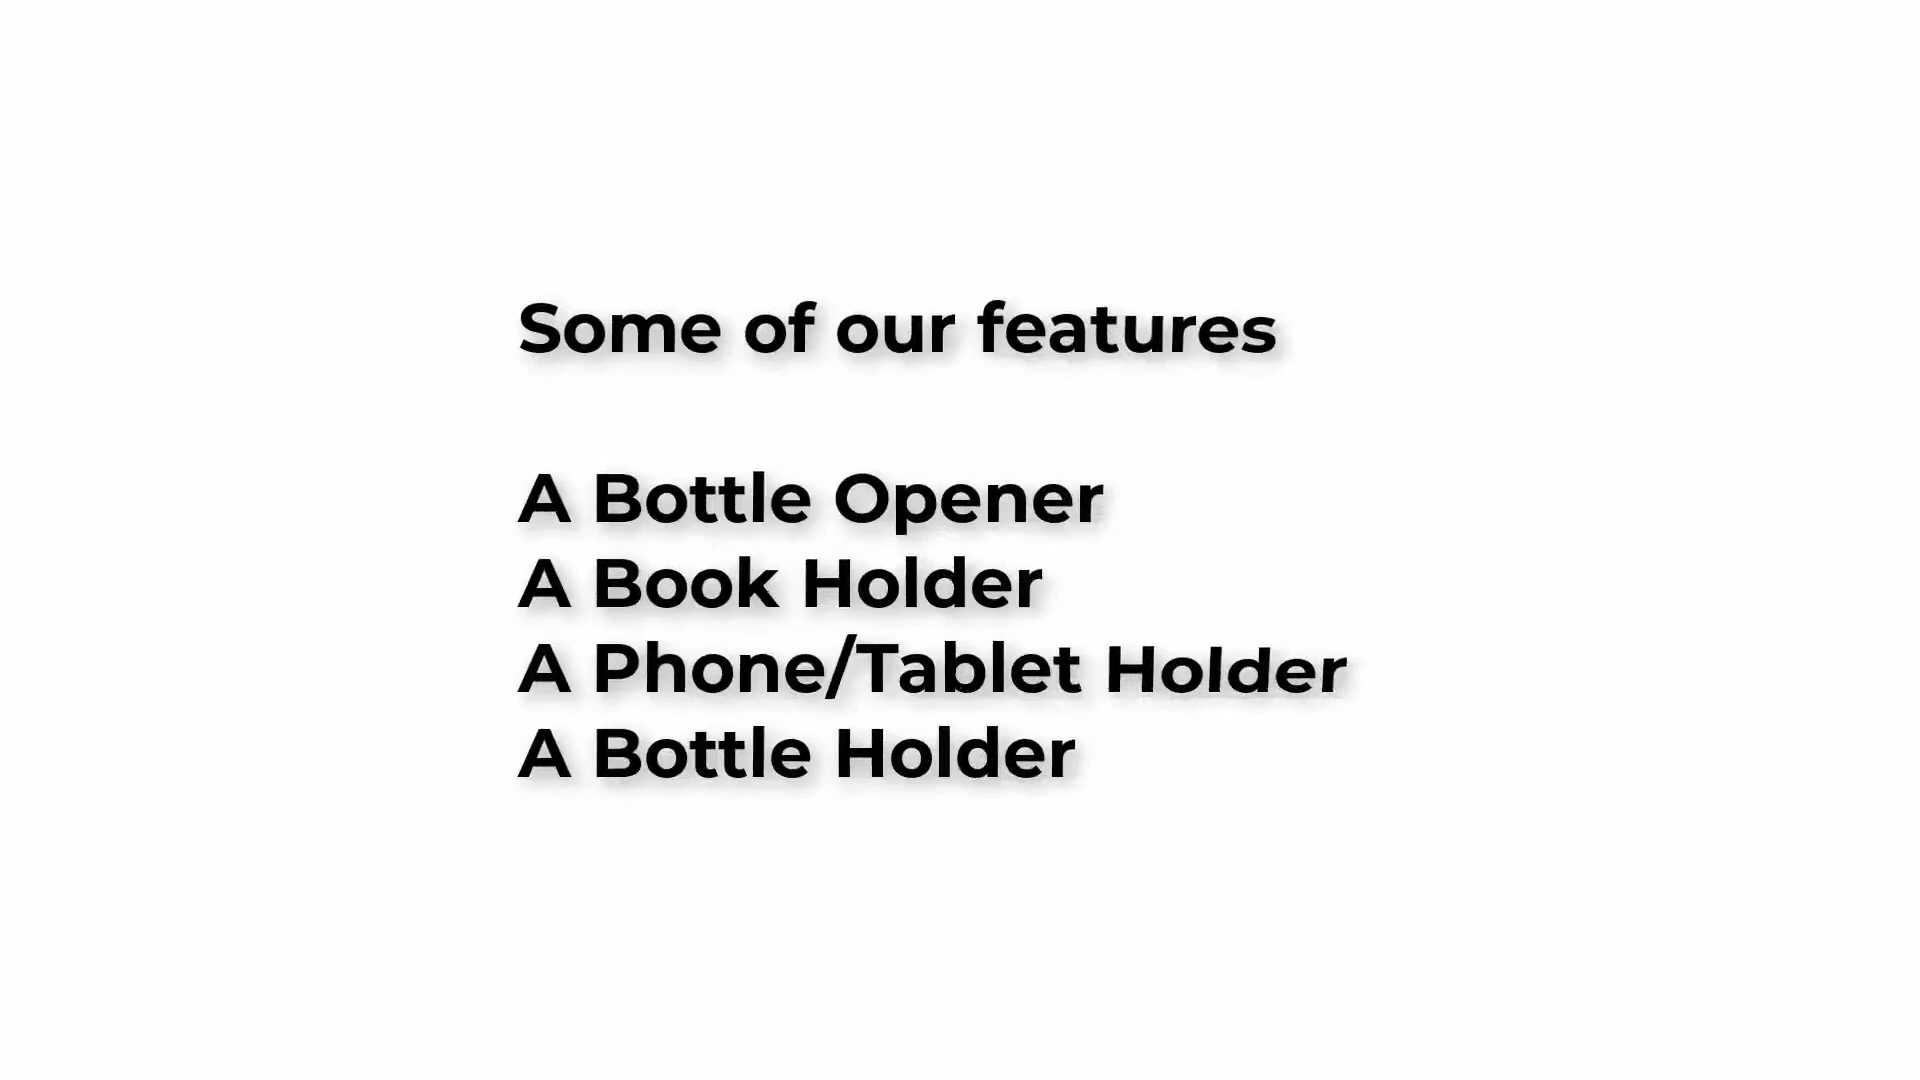 Some of our features
A Bottle Opener
A Book Holder
A Phone/Tablet Holder
A Bottle Holder